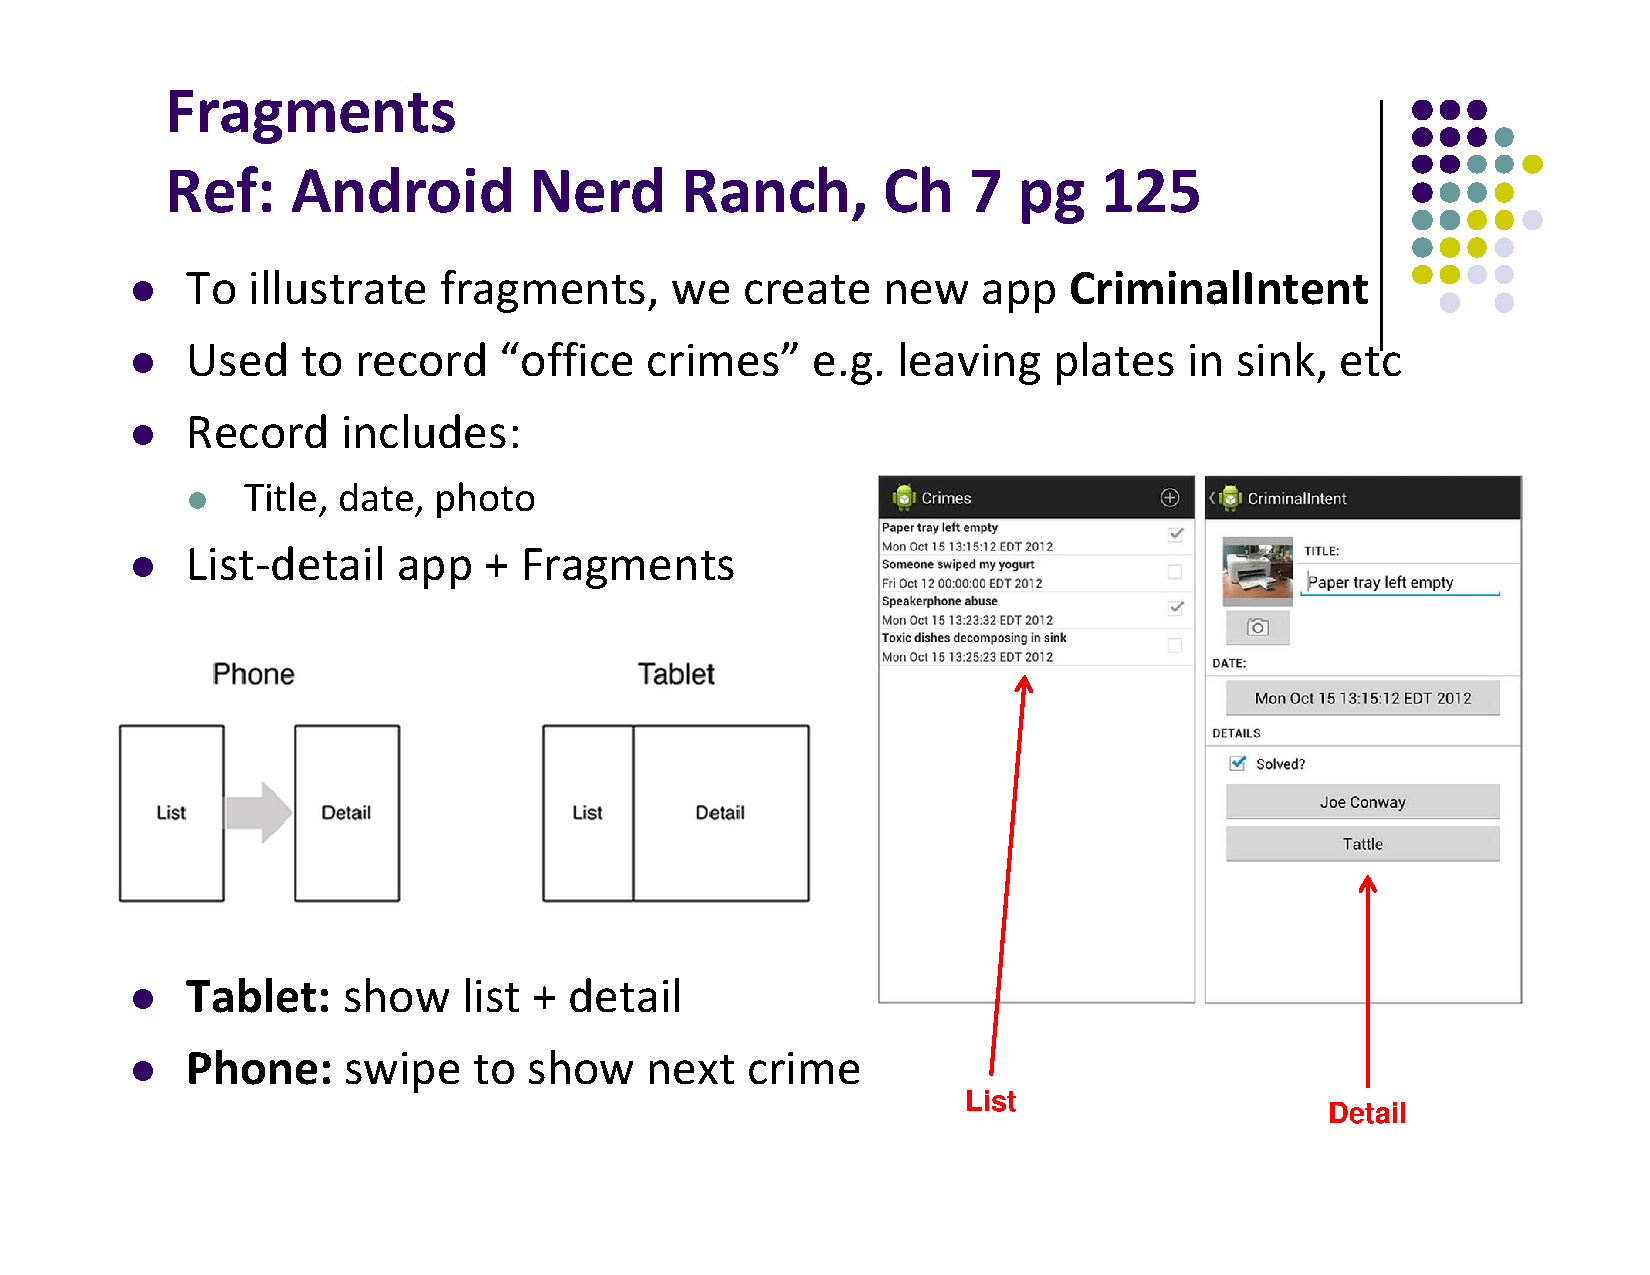 Fragments
Ref: Android Nerd Ranch, Ch 7 pg 125
To illustrate fragments, we create new app CriminalIntent
Used to record “office crimes” e.g. leaving plates in sink, etc
Record includes:
Title, date, photo
List-detail app + Fragments
Phone
Tablet
List
Detail
List
Detail
Tablet: show list + detail
Phone: swipe to show next crime
Crimes
Paper tray left empty
Mon Oct 15 13:15:12 EDT 2012
Someone swiped my yogurt
Fri Oct 12 00:00:00 EDT 2012
Speakerphone abuse
Mon Oct 15 13:23:32 EDT 2012
Toxic dishes decomposing in sink
Mon Oct 15 13:25:23 EDT 2012
List
CriminalIntent
TITLE:
Paper tray left empty
DATE:
Mon Oct 15 13:15:12 EDT 2012
DETAILS
Solved?
Joe Conway
Tattle
Detail